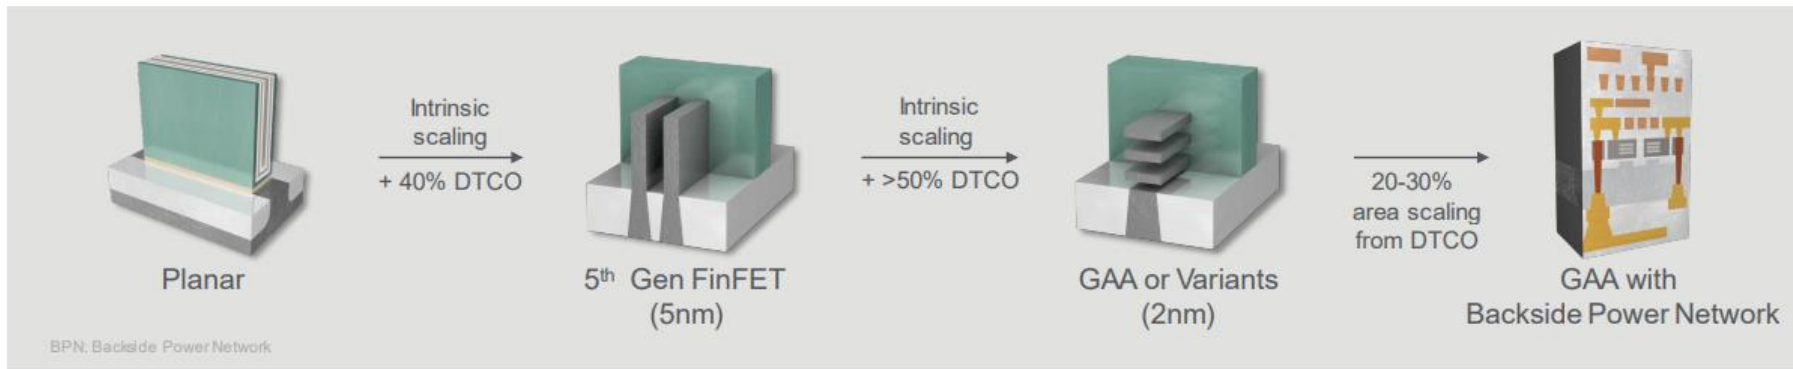 Intrinsic
scaling
+ 40% DTCO
Intrinsic
scaling
+ >50% DTCO
20-30%
area scaling
from DTCO
Planar
5th Gen FinFET
(5nm)
GAA or Variants
(2nm)
GAA with
Backside Power Network
BPN: Backside Power Network